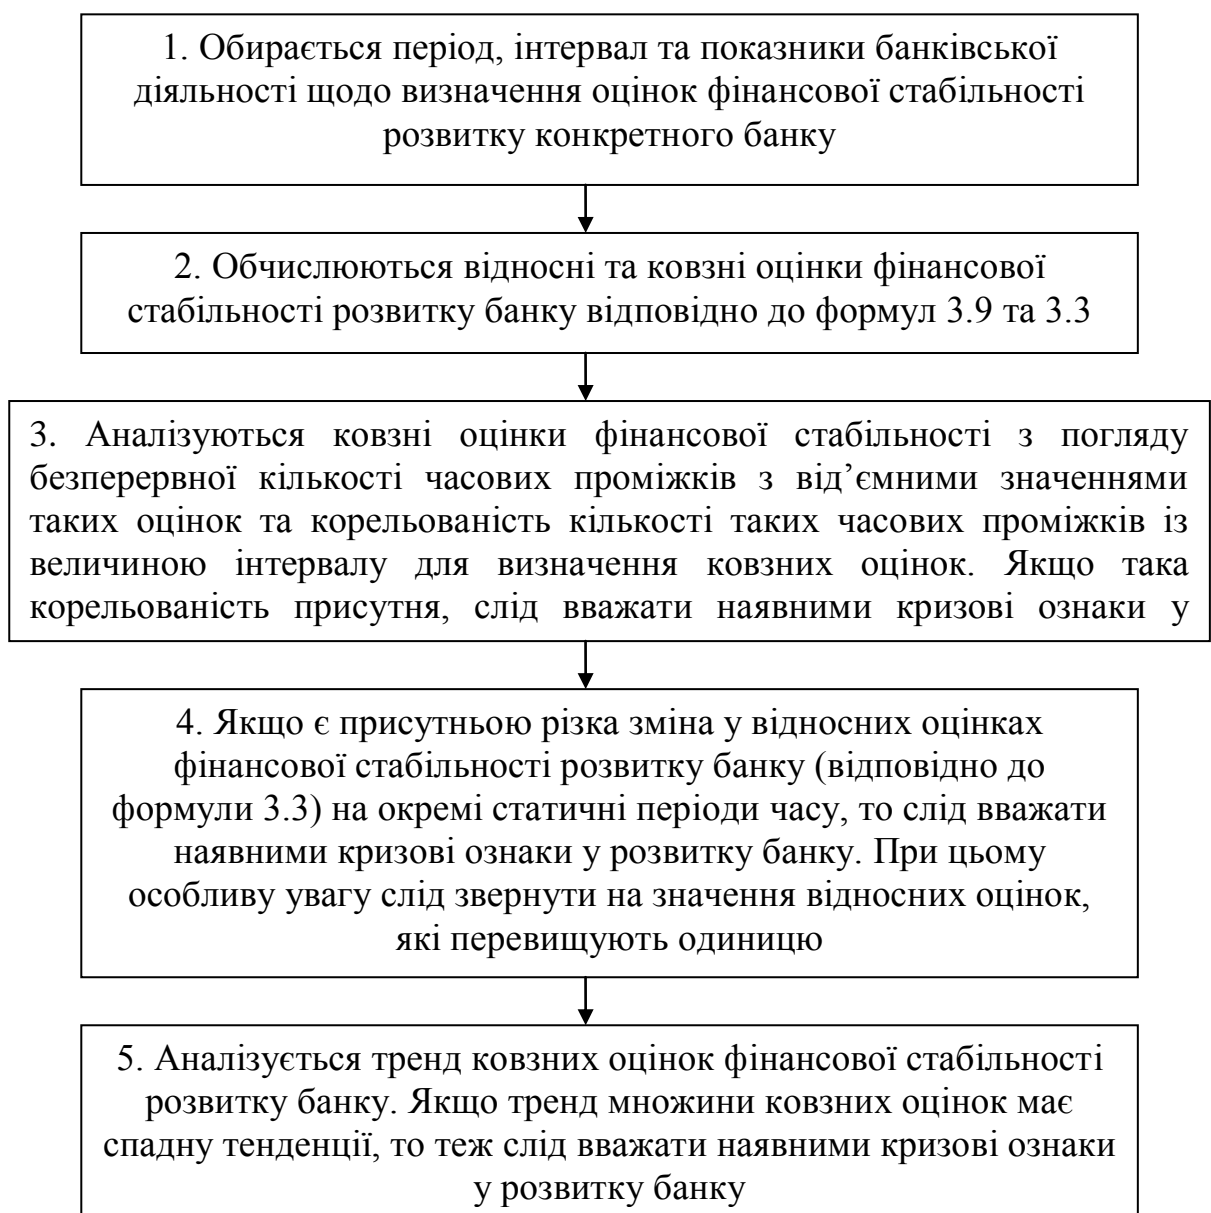 1. Обирається період, інтервал та показники банківської
діяльності щодо визначення оцінок фінансової стабільності
розвитку конкретного банку
2. Обчислюються відносні та ковзні оцінки фінансової
стабільності розвитку банку відповідно до формул 3.9 та 3.3
3. Аналізуються ковзні оцінки фінансової стабільності з погляду
безперервної кількості часових проміжків з від’ємними значеннями
таких оцінок та корельованість кількості таких часових проміжків із
величиною інтервалу для визначення ковзних оцінок. Якщо така
корельованість присутня, слід вважати наявними кризові ознаки у
4. Якщо є присутньою різка зміна у відносних оцінках
фінансової стабільності розвитку банку (відповідно до
формули 3.3) на окремі статичні періоди часу, то слід вважати
наявними кризові ознаки у розвитку банку. При цьому
особливу увагу слід звернути на значення відносних оцінок,
які перевищують одиницю
5. Аналізується тренд ковзних оцінок фінансової стабільності
розвитку банку. Якщо тренд множини ковзних оцінок має
спадну тенденції, то теж слід вважати наявними кризові ознаки
у розвитку банку